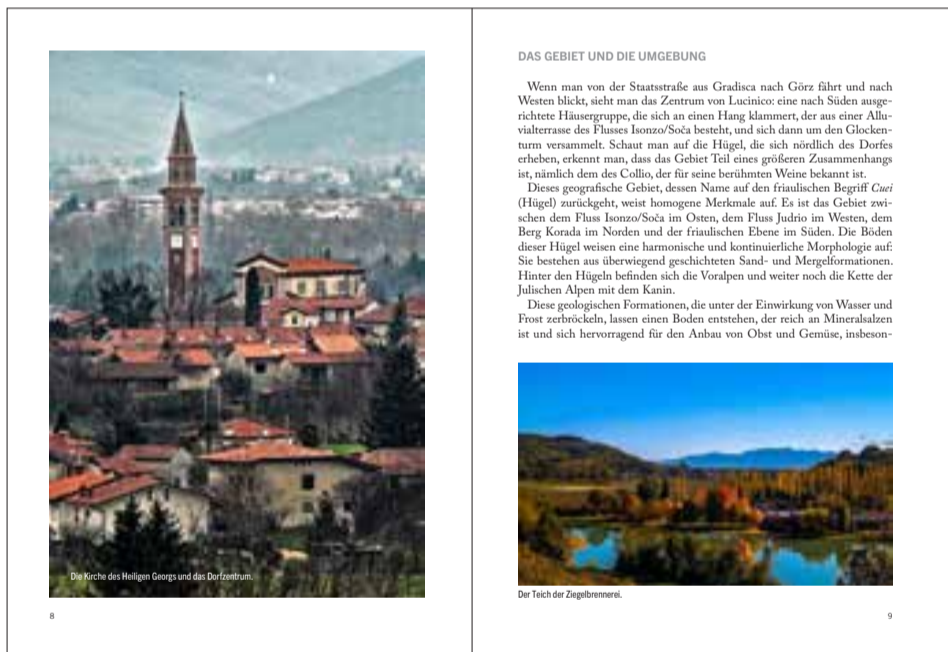 Die Kirche des Heiligen Georgs und das Dorfzentrum.
8
DAS GEBIET UND DIE UMGEBUNG
Wenn man von der Staatsstraße aus Gradisca nach Görz fährt und nach
Westen blickt, sieht man das Zentrum von Lucinico: eine nach Süden ausge-
richtete Häusergruppe, die sich an einen Hang klammert, der aus einer Allu-
vialterrasse des Flusses Isonzo/Soča besteht, und sich dann um den Glocken-
turm versammelt. Schaut man auf die Hügel, die sich nördlich des Dorfes
erheben, erkennt man, dass das Gebiet Teil eines größeren Zusammenhangs
ist, nämlich dem des Collio, der für seine berühmten Weine bekannt ist.
Dieses geografische Gebiet, dessen Name auf den friaulischen Begriff Cuei
(Hügel) zurückgeht, weist homogene Merkmale auf. Es ist das Gebiet zwi-
schen dem Fluss Isonzo/Soča im Osten, dem Fluss Judrio im Westen, dem
Berg Korada im Norden und der friaulischen Ebene im Süden. Die Böden
dieser Hügel weisen eine harmonische und kontinuierliche Morphologie auf:
Sie bestehen aus überwiegend geschichteten Sand- und Mergelformationen.
Hinter den Hügeln befinden sich die Voralpen und weiter noch die Kette der
Julischen Alpen mit dem Kanin.
Diese geologischen Formationen, die unter der Einwirkung von Wasser und
Frost zerbröckeln, lassen einen Boden entstehen, der reich an Mineralsalzen
ist und sich hervorragend für den Anbau von Obst und Gemüse, insbeson-
Der Teich der Ziegelbrennerei.
9